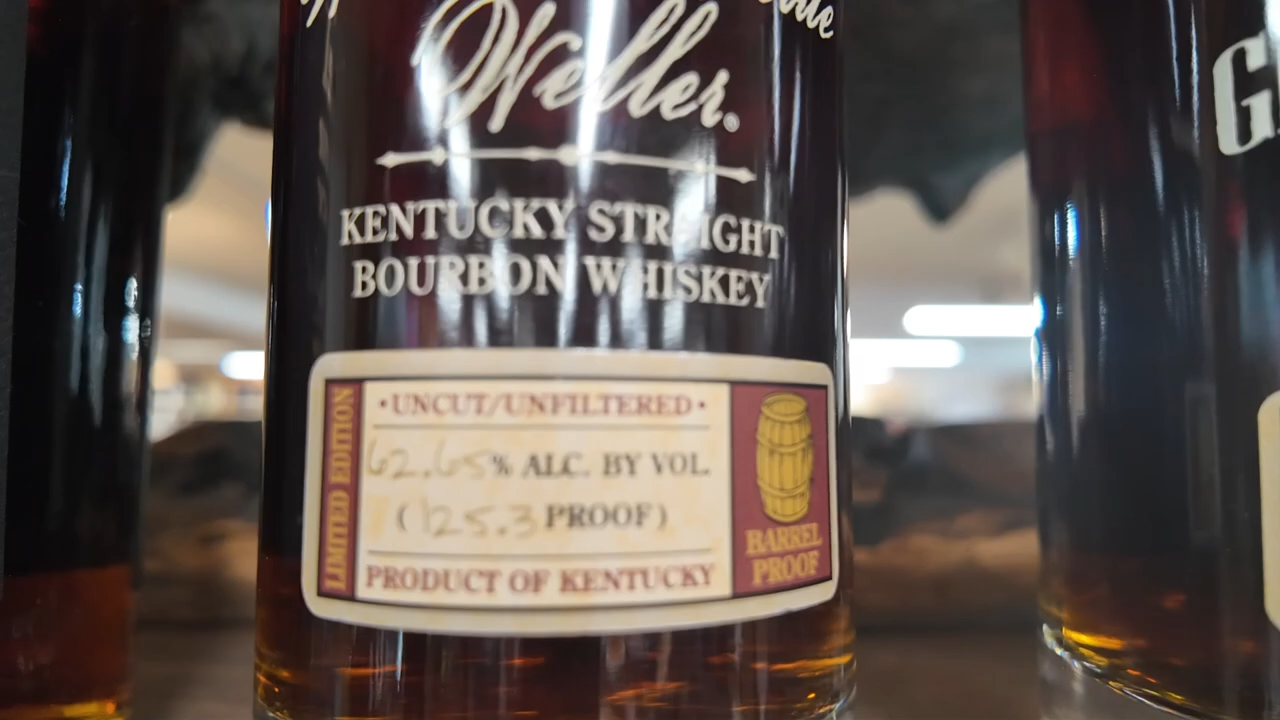 Weller®
KENTUCKY STRAIGHT
BOURBON WHISKEY
LIMITED EDITION
•UNCUT/UNFILTERED•
62.65% ALC. BY VOL.
(125.3 PROOF)
PRODUCT OF KENTUCKY
BARREL
PROOF
G